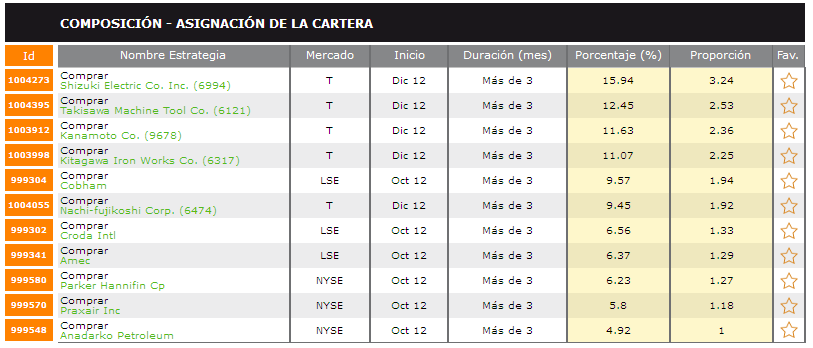 COMPOSICIÓN - ASIGNACIÓN DE LA CARTERA
Id Nombre Estrategia Mercado Inicio Duración (mes) Porcentaje (%) Proporción Fav.
1004273 Comprar T Dic 12 Más de 3 15.94 3.24
Shizuki Electric Co. Inc. (6994)
1004395 Comprar T Dic 12 Más de 3 12.45 2.53
Takisawa Machine Tool Co. (6121)
1003912 Comprar T Dic 12 Más de 3 11.63 2.36
Kanamoto Co. (9678)
1003998 Comprar T Dic 12 Más de 3 11.07 2.25
Kitagawa Iron Works Co. (6317)
999304 Comprar LSE Oct 12 Más de 3 9.57 1.94
Cobham
1004055 Comprar T Dic 12 Más de 3 9.45 1.92
Nachi-fujikoshi Corp. (6474)
999302 Comprar LSE Oct 12 Más de 3 6.56 1.33
Croda Intl
999341 Comprar LSE Oct 12 Más de 3 6.37 1.29
Amec
999580 Comprar NYSE Oct 12 Más de 3 6.23 1.27
Parker Hannifin Cp
999570 Comprar NYSE Oct 12 Más de 3 5.8 1.18
Praxair Inc
999548 Comprar NYSE Oct 12 Más de 3 4.92 1
Anadarko Petroleum